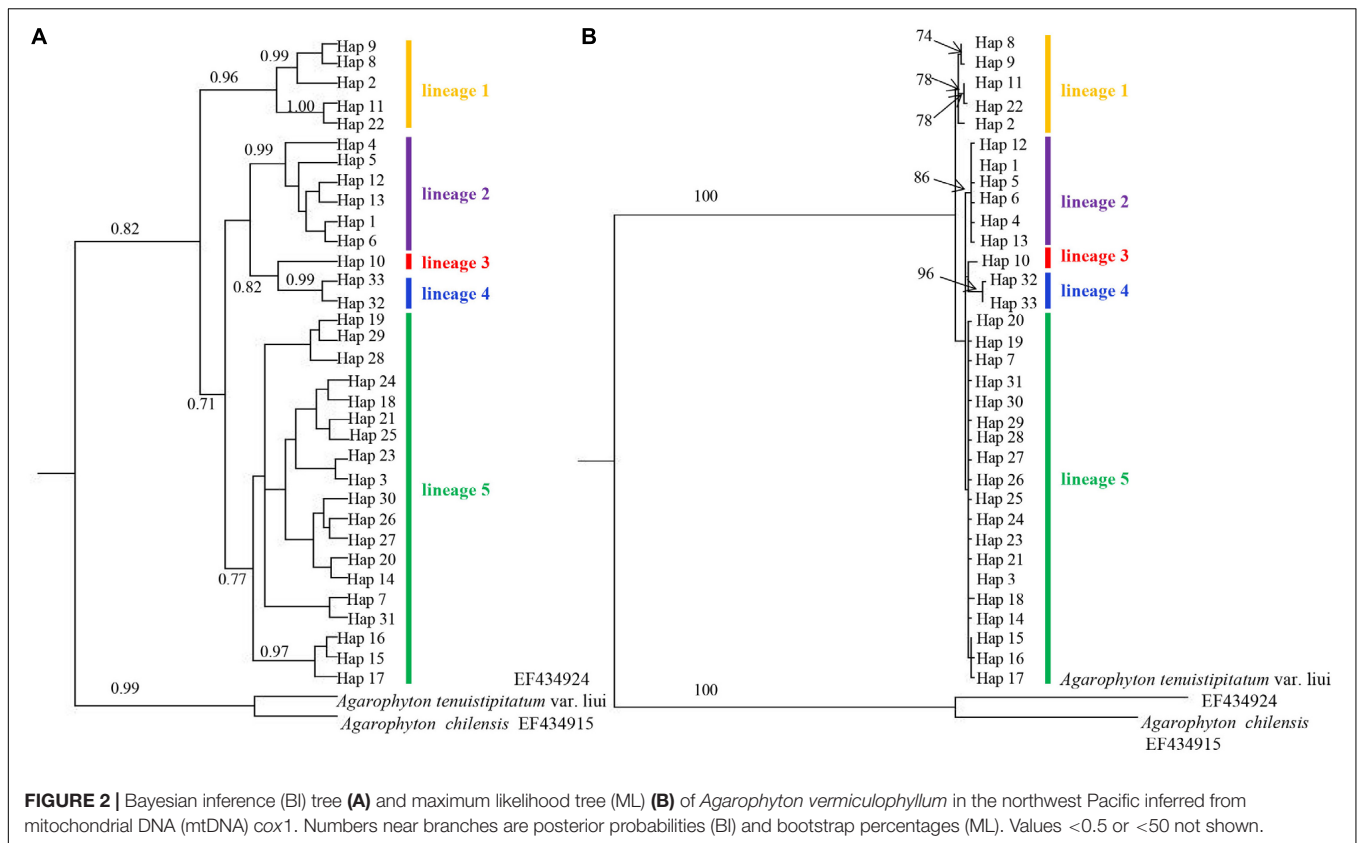 A
0.99
0.96
1.00
Hap 9
Hap 8
Hap 2
Hap 11
Hap 22
lineage 1
0.99
Hap 4
Hap 5
Hap 12
Hap 13
Hap 1
Hap 6
lineage 2
0.82
Hap 10
lineage 3
0.82
0.99
Hap 33
Hap 32
lineage 4
0.71
Hap 19
Hap 29
Hap 28
Hap 24
Hap 18
Hap 21
Hap 25
Hap 23
Hap 3
lineage 5
Hap 30
Hap 26
Hap 27
Hap 20
Hap 14
0.77
Hap 7
Hap 31
0.97
Hap 16
Hap 15
Hap 17
EF434924
0.99
Agarophyton tenuistipitatum var. liui
Agarophyton chilensis EF434915
B
74
78
78
Hap 8
Hap 9
Hap 11
Hap 22
Hap 2
lineage 1
86
100
Hap 12
Hap 1
Hap 5
Hap 6
Hap 4
Hap 13
lineage 2
Hap 10
lineage 3
96
Hap 32
Hap 33
lineage 4
Hap 20
Hap 19
Hap 7
Hap 31
Hap 30
Hap 29
Hap 28
Hap 27
Hap 26
lineage 5
Hap 25
Hap 24
Hap 23
Hap 21
Hap 3
Hap 18
Hap 14
Hap 15
Hap 16
Hap 17
100
Agarophyton tenuistipitatum var. liui
EF434924
Agarophyton chilensis
EF434915
FIGURE 2 | Bayesian inference (BI) tree (A) and maximum likelihood tree (ML) (B) of Agarophyton vermiculophyllum in the northwest Pacific inferred from
mitochondrial DNA (mtDNA) cox1. Numbers near branches are posterior probabilities (BI) and bootstrap percentages (ML). Values <0.5 or <50 not shown.